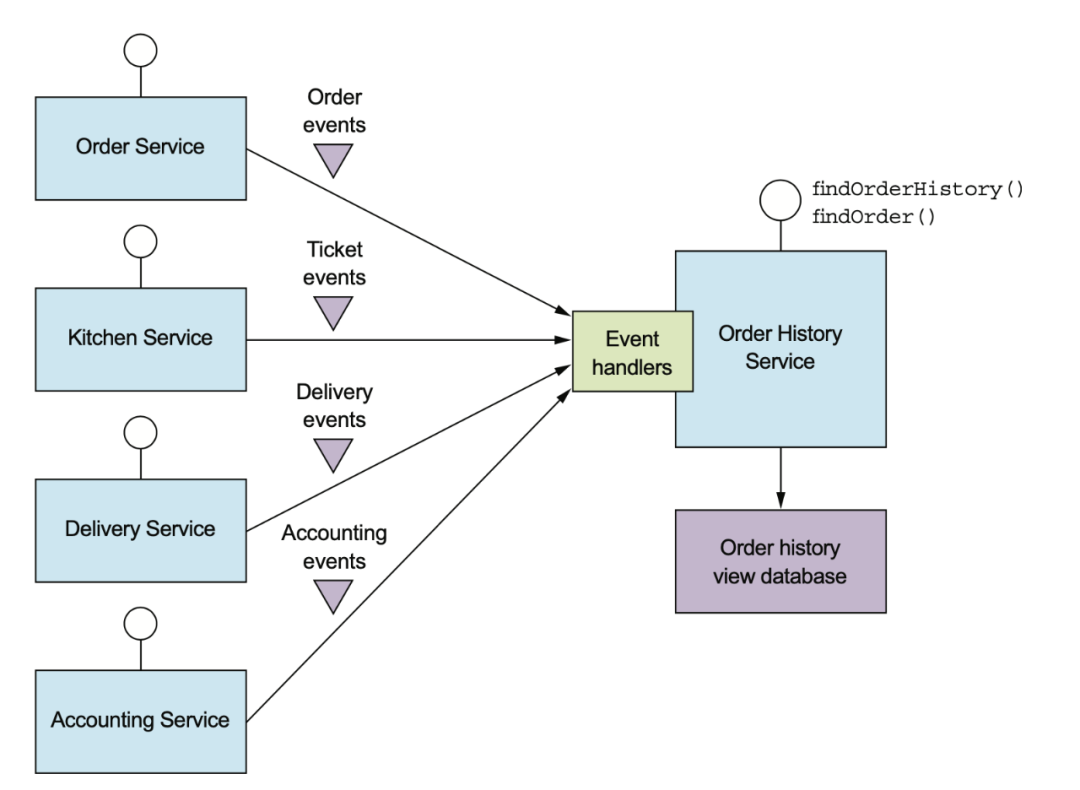 Order
events
Order Service
findOrderHistory()
findOrder()
Ticket
events
Kitchen Service
Event
handlers
Order History
Service
Delivery
events
Delivery Service
Accounting
events
Order history
view database
Accounting Service